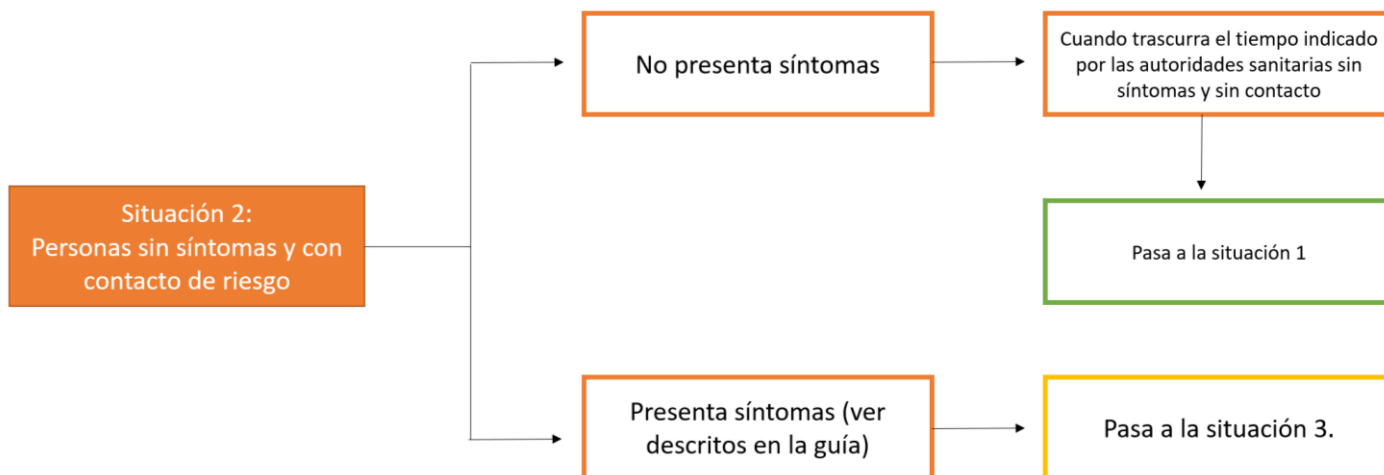 No presenta síntomas
Cuando trascurra el tiempo indicado
por las autoridades sanitarias sin
síntomas y sin contacto
Situación 2:
Personas sin síntomas y con
contacto de riesgo
Pasa a la situación 1
Presenta síntomas (ver
descritos en la guía)
Pasa a la situación 3.